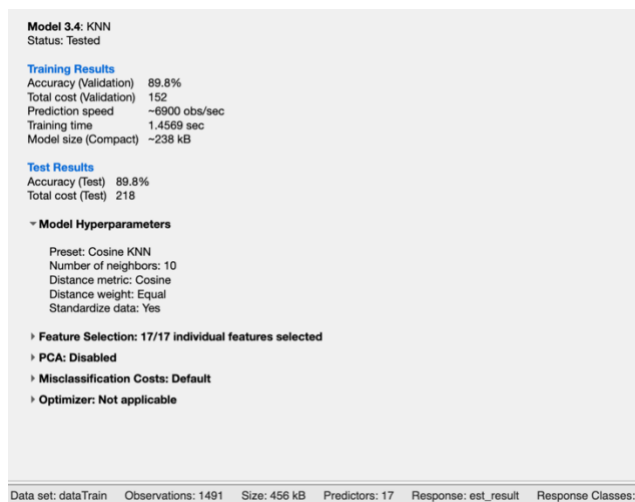 Model 3.4: KNN
Status: Tested
Training Results
Accuracy (Validation) 89.8%
Total cost (Validation) 152
Prediction speed ~6900 obs/sec
Training time 1.4569 sec
Model size (Compact) ~238 kB
Test Results
Accuracy (Test) 89.8%
Total cost (Test) 218
Model Hyperparameters
Preset: Cosine KNN
Number of neighbors: 10
Distance metric: Cosine
Distance weight: Equal
Standardize data: Yes
Feature Selection: 17/17 individual features selected
PCA: Disabled
Misclassification Costs: Default
Optimizer: Not applicable
Data set: dataTrain Observations: 1491 Size: 456 kB Predictors: 17 Response: est_result Response Classes: